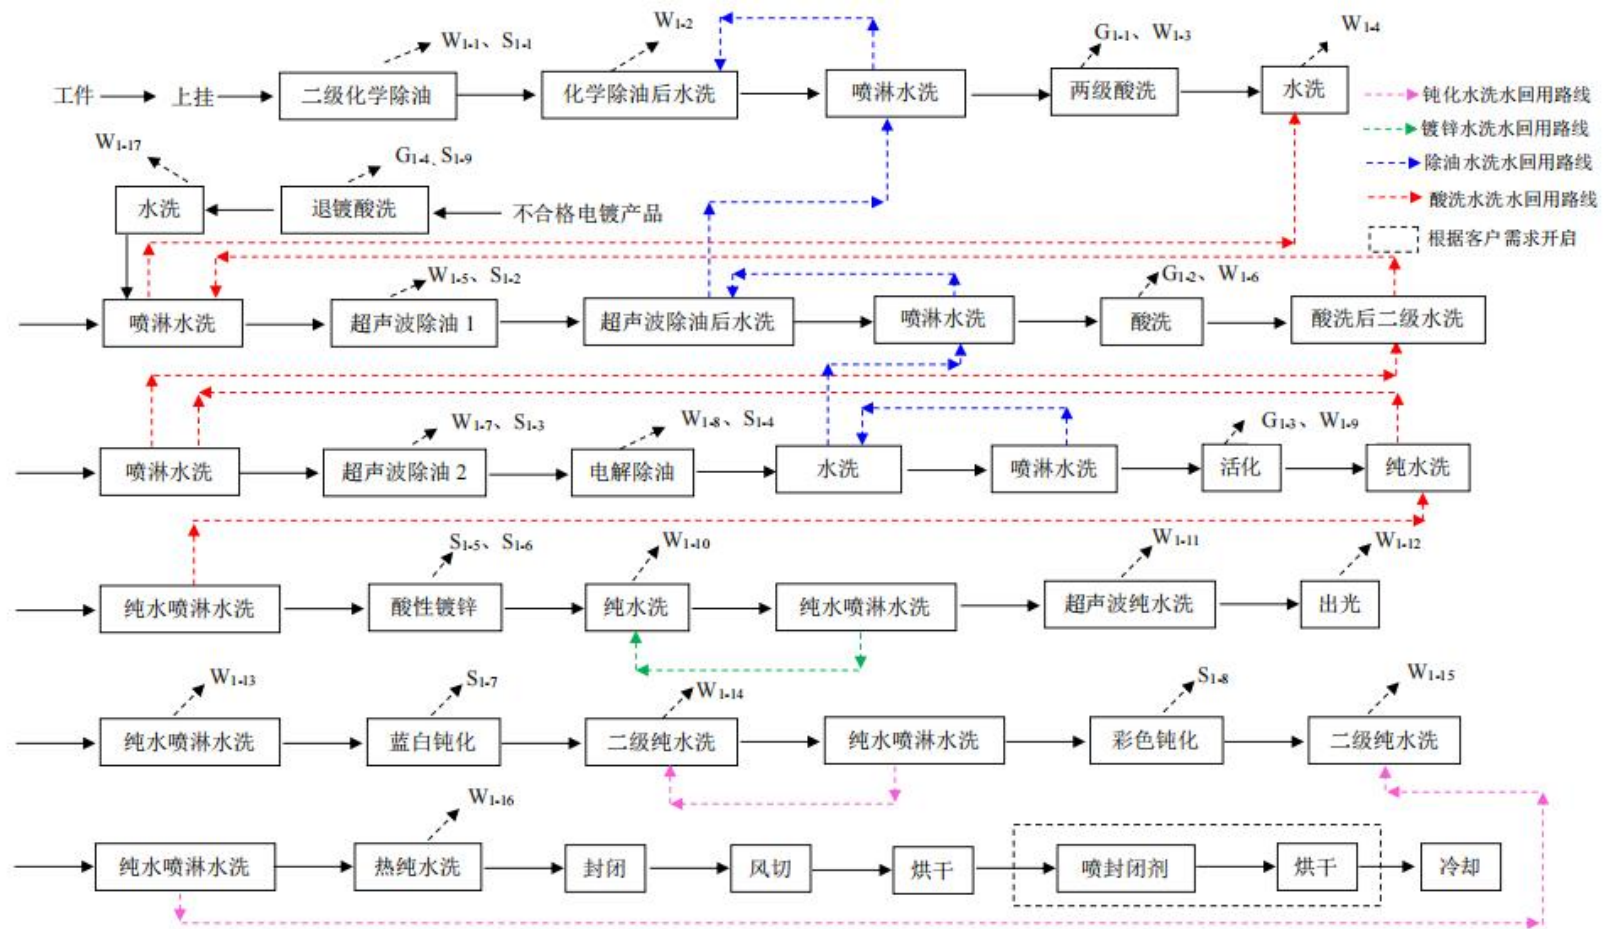 W₁₋₁、S₁₋₁
W₁₋₂
G₁₋₁、W₁₋₃
W₁₋₄
工件
上挂
二级化学除油
化学除油后水洗
喷淋水洗
两级酸洗
水洗
钝化水洗水回用路线
镀锌水洗水回用路线
除油水洗水回用路线
酸洗水洗水回用路线
根据客户需求开启
W₁₋₁₇
G₁₋₄、S₁₋₉
水洗
退镀酸洗
不合格电镀产品
W₁₋₅、S₁₋₂
G₁₋₂、W₁₋₆
喷淋水洗
超声波除油 1
超声波除油后水洗
喷淋水洗
酸洗
酸洗后二级水洗
W₁₋₇、S₁₋₃
W₁₋₈、S₁₋₄
G₁₋₃、W₁₋₉
喷淋水洗
超声波除油 2
电解除油
水洗
喷淋水洗
活化
纯水洗
S₁₋₅、S₁₋₆
W₁₋₁₀
W₁₋₁₁
W₁₋₁₂
纯水喷淋水洗
酸性镀锌
纯水洗
纯水喷淋水洗
超声波纯水洗
出光
W₁₋₁₃
S₁₋₇
W₁₋₁₄
S₁₋₈
W₁₋₁₅
纯水喷淋水洗
蓝白钝化
二级纯水洗
纯水喷淋水洗
彩色钝化
二级纯水洗
W₁₋₁₆
纯水喷淋水洗
热纯水洗
封闭
风切
烘干
喷封闭剂
烘干
冷却